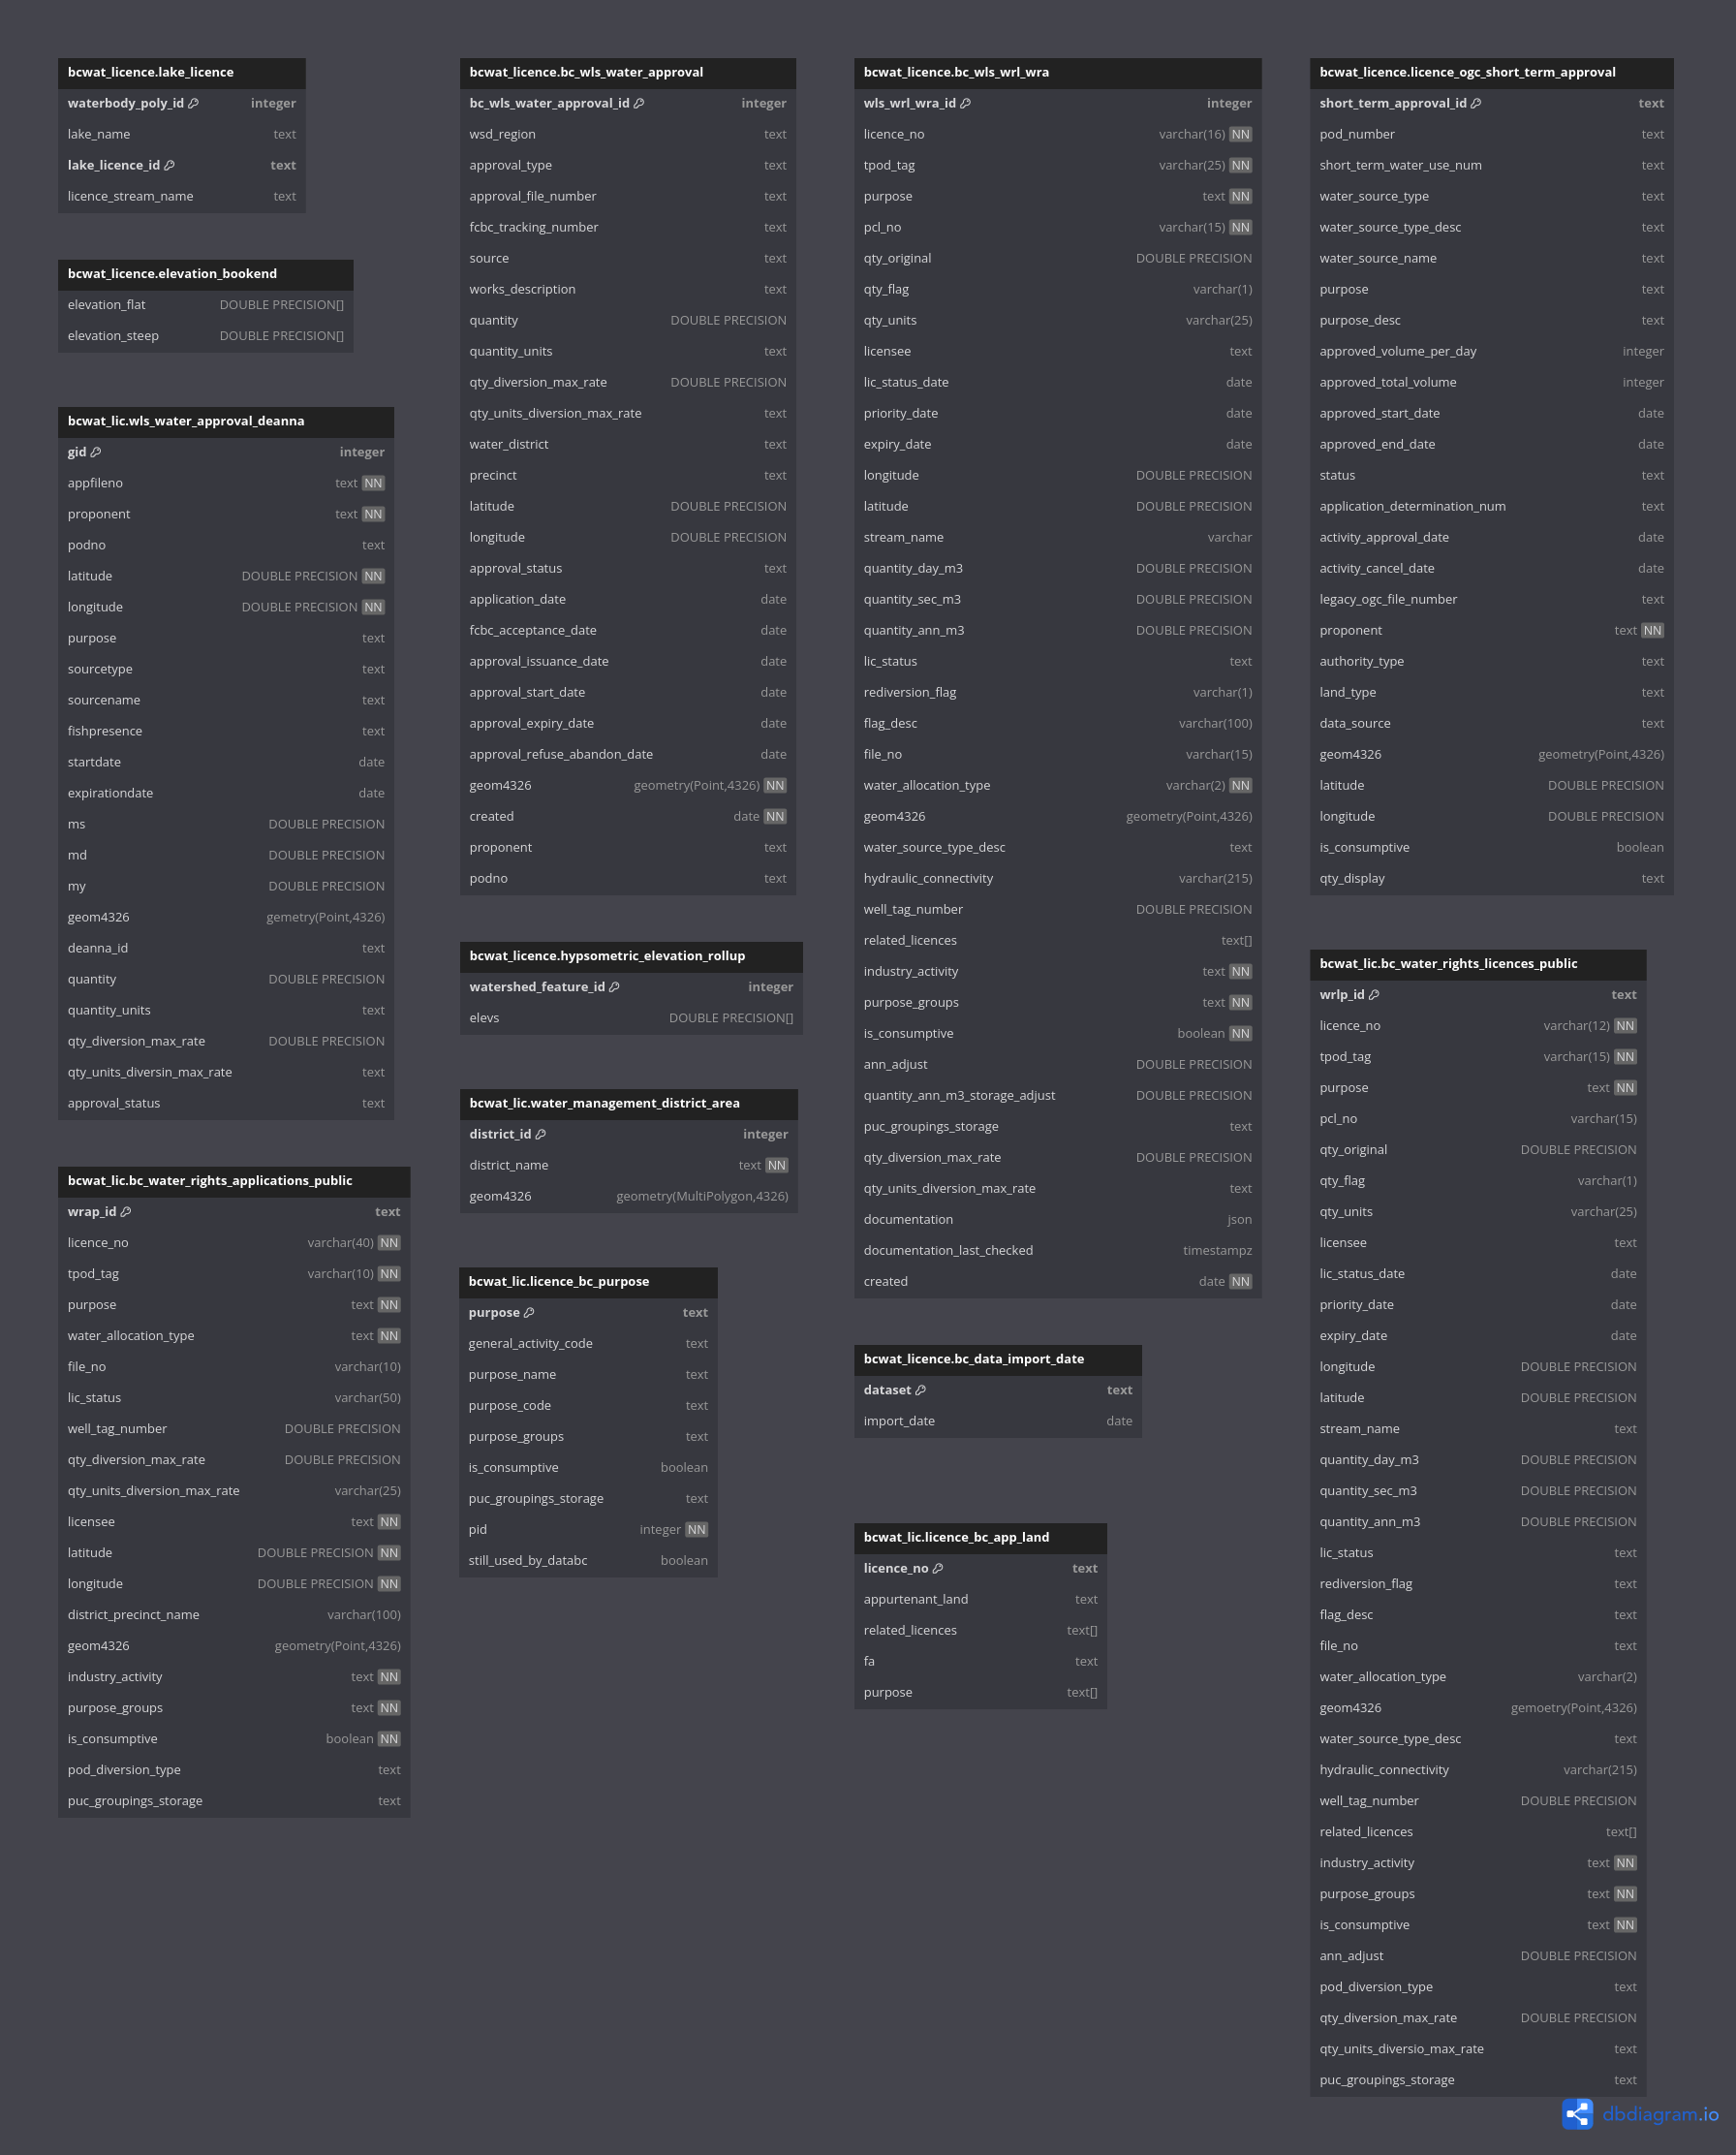 bcwat_licence.lake_licence
waterbody_poly_id integer
lake_name text
lake_licence_id text
licence_stream_name text
bcwat_licence.elevation_bookend
elevation_flat DOUBLE PRECISION[]
elevation_steep DOUBLE PRECISION[]
bcwat_lic.wls_water_approval_deanna
gid integer
appfileno text NN
proponent text NN
podno text
latitude DOUBLE PRECISION NN
longitude DOUBLE PRECISION NN
purpose text
sourcetype text
sourcename text
fishpresence text
startdate date
expirationdate date
ms DOUBLE PRECISION
md DOUBLE PRECISION
my DOUBLE PRECISION
geom4326 gemetry(Point,4326)
deanna_id text
quantity DOUBLE PRECISION
quantity_units text
qty_diversion_max_rate DOUBLE PRECISION
qty_units_diversin_max_rate text
approval_status text
bcwat_lic.bc_water_rights_applications_public
wrap_id text
licence_no varchar(40) NN
tpod_tag varchar(10) NN
purpose text NN
water_allocation_type text NN
file_no varchar(10)
lic_status varchar(50)
well_tag_number DOUBLE PRECISION
qty_diversion_max_rate DOUBLE PRECISION
qty_units_diversion_max_rate varchar(25)
licensee text NN
latitude DOUBLE PRECISION NN
longitude DOUBLE PRECISION NN
district_precinct_name varchar(100)
geom4326 geometry(Point,4326)
industry_activity text NN
purpose_groups text NN
is_consumptive boolean NN
pod_diversion_type text
puc_groupings_storage text
bcwat_licence.bc_wls_water_approval
bc_wls_water_approval_id integer
wsd_region text
approval_type text
approval_file_number text
fcbc_tracking_number text
source text
works_description text
quantity DOUBLE PRECISION
quantity_units text
qty_diversion_max_rate DOUBLE PRECISION
qty_units_diversion_max_rate text
water_district text
precinct text
latitude DOUBLE PRECISION
longitude DOUBLE PRECISION
approval_status text
application_date date
fcbc_acceptance_date date
approval_issuance_date date
approval_start_date date
approval_expiry_date date
approval_refuse_abandon_date date
geom4326 geometry(Point,4326) NN
created date NN
proponent text
podno text
bcwat_licence.hypsometric_elevation_rollup
watershed_feature_id integer
elevs DOUBLE PRECISION[]
bcwat_lic.water_management_district_area
district_id integer
district_name text NN
geom4326 geometry(MultiPolygon,4326)
bcwat_lic.licence_bc_purpose
purpose text
general_activity_code text
purpose_name text
purpose_code text
purpose_groups text
is_consumptive boolean
puc_groupings_storage text
pid integer NN
still_used_by_databc boolean
bcwat_licence.bc_wls_wrl_wra
wls_wrl_wra_id integer
licence_no varchar(16) NN
tpod_tag varchar(25) NN
purpose text NN
pcl_no varchar(15) NN
qty_original DOUBLE PRECISION
qty_flag varchar(1)
qty_units varchar(25)
licensee text
lic_status_date date
priority_date date
expiry_date date
longitude DOUBLE PRECISION
latitude DOUBLE PRECISION
stream_name varchar
quantity_day_m3 DOUBLE PRECISION
quantity_sec_m3 DOUBLE PRECISION
quantity_ann_m3 DOUBLE PRECISION
lic_status text
rediversion_flag varchar(1)
flag_desc varchar(100)
file_no varchar(15)
water_allocation_type varchar(2) NN
geom4326 geometry(Point,4326)
water_source_type_desc text
hydraulic_connectivity varchar(215)
well_tag_number DOUBLE PRECISION
related_licences text[]
industry_activity text NN
purpose_groups text NN
is_consumptive boolean NN
ann_adjust DOUBLE PRECISION
quantity_ann_m3_storage_adjust DOUBLE PRECISION
puc_groupings_storage text
qty_diversion_max_rate DOUBLE PRECISION
qty_units_diversion_max_rate text
documentation json
documentation_last_checked timestampz
created date NN
bcwat_licence.bc_data_import_date
dataset text
import_date date
bcwat_lic.licence_bc_app_land
licence_no text
appurtenant_land text
related_licences text[]
fa text
purpose text[]
bcwat_licence.licence_ogc_short_term_approval
short_term_approval_id text
pod_number text
short_term_water_use_num text
water_source_type text
water_source_type_desc text
water_source_name text
purpose text
purpose_desc text
approved_volume_per_day integer
approved_total_volume integer
approved_start_date date
approved_end_date date
status text
application_determination_num text
activity_approval_date date
activity_cancel_date date
legacy_ogc_file_number text
proponent text NN
authority_type text
land_type text
data_source text
geom4326 geometry(Point,4326)
latitude DOUBLE PRECISION
longitude DOUBLE PRECISION
is_consumptive boolean
qty_display text
bcwat_lic.bc_water_rights_licences_public
wrlp_id text
licence_no varchar(12) NN
tpod_tag varchar(15) NN
purpose text NN
pcl_no varchar(15)
qty_original DOUBLE PRECISION
qty_flag varchar(1)
qty_units varchar(25)
licensee text
lic_status_date date
priority_date date
expiry_date date
longitude DOUBLE PRECISION
latitude DOUBLE PRECISION
stream_name text
quantity_day_m3 DOUBLE PRECISION
quantity_sec_m3 DOUBLE PRECISION
quantity_ann_m3 DOUBLE PRECISION
lic_status text
rediversion_flag text
flag_desc text
file_no text
water_allocation_type varchar(2)
geom4326 gemoetry(Point,4326)
water_source_type_desc text
hydraulic_connectivity varchar(215)
well_tag_number DOUBLE PRECISION
related_licences text[]
industry_activity text NN
purpose_groups text NN
is_consumptive text NN
ann_adjust DOUBLE PRECISION
pod_diversion_type text
qty_diversion_max_rate DOUBLE PRECISION
qty_units_diversio_max_rate text
puc_groupings_storage text
dbdiagram.io